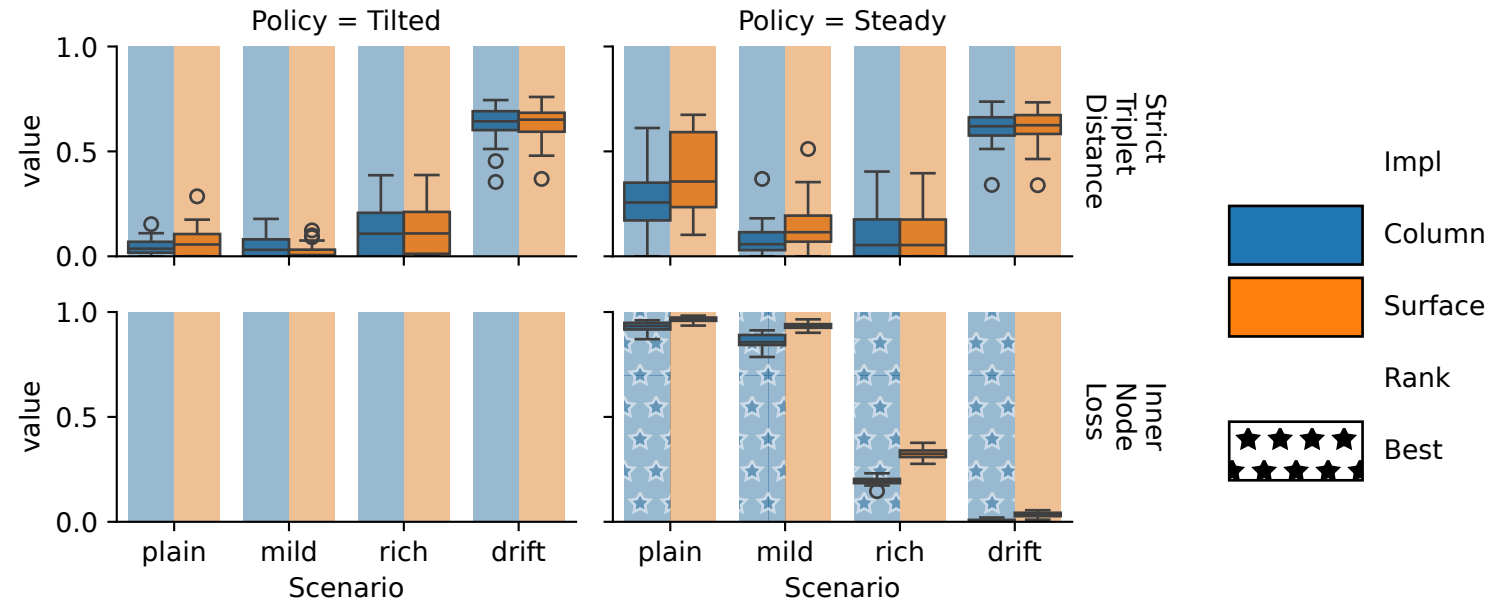 Policy = Tilted
Policy = Steady
1.0
0.5
0.0
value
Strict
Triplet
Distance
1.0
0.5
0.0
value
Inner
Node
Loss
plain
mild
rich
drift
plain
mild
rich
drift
Scenario
Scenario
Impl
Column
Surface
Rank
Best